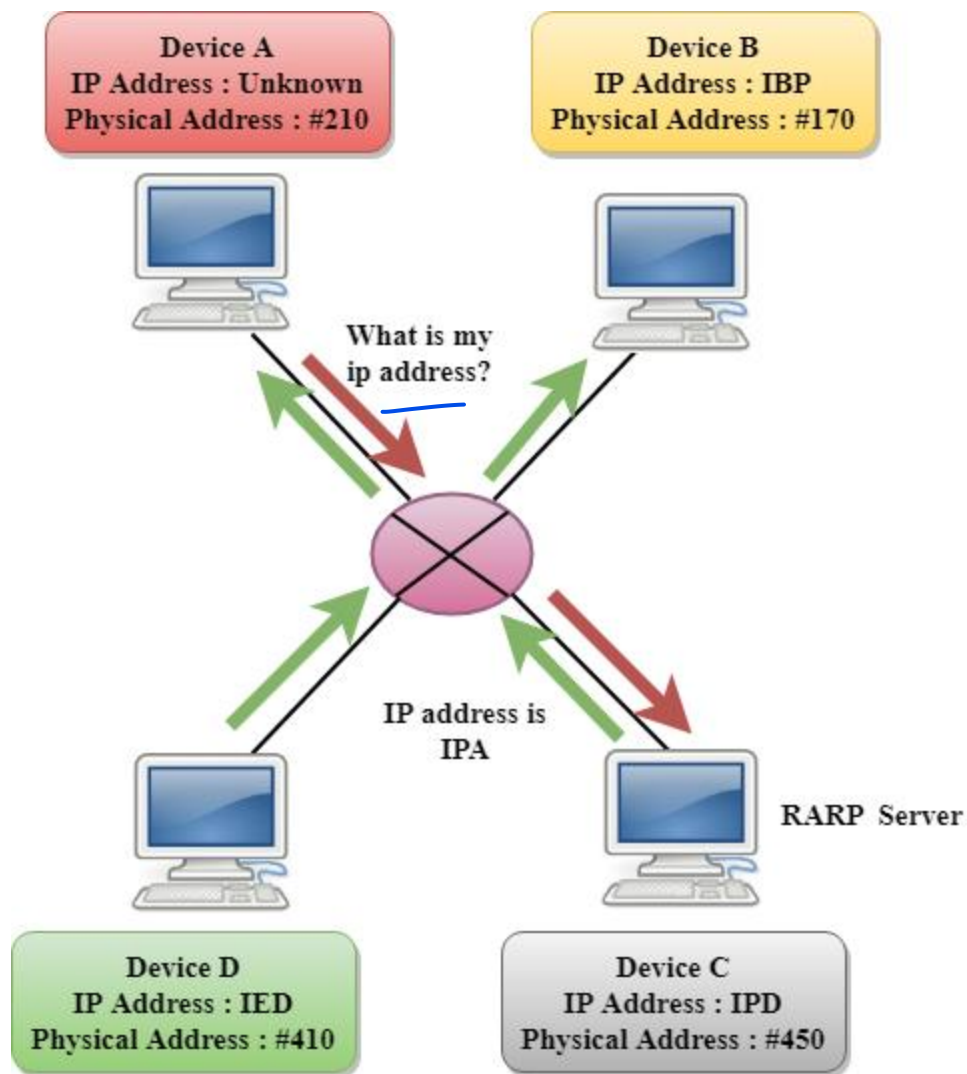 Device A
IP Address : Unknown
Physical Address : #210
Device B
IP Address : IBP
Physical Address : #170
What is my
ip address?
IP address is
IPA
RARP Server
Device D
IP Address : IED
Physical Address : #410
Device C
IP Address : IPD
Physical Address : #450